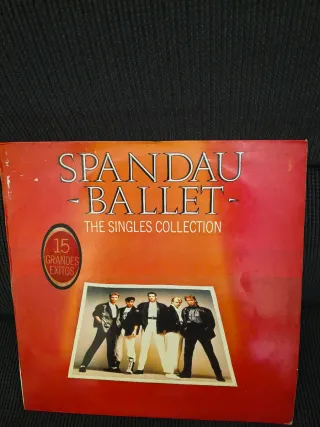 SPANDAU
- BALLET -
THE SINGLES COLLECTION
15
GRANDES
EXITOS